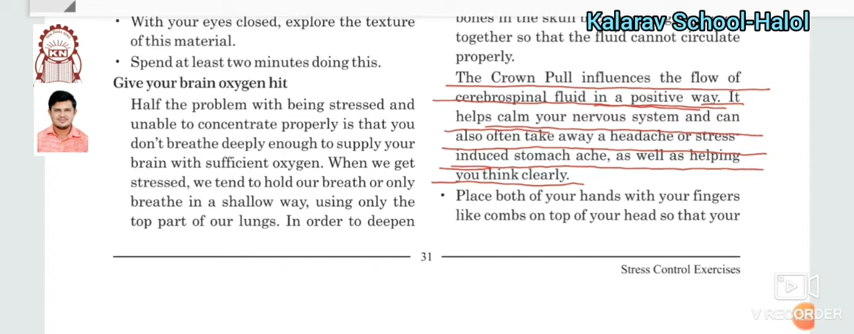 • With your eyes closed, explore the texture
of this material.
• Spend at least two minutes doing this.
Give your brain oxygen hit
Half the problem with being stressed and
unable to concentrate properly is that you
don't breathe deeply enough to supply your
brain with sufficient oxygen. When we get
stressed, we tend to hold our breath or only
breathe in a shallow way, using only the
top part of our lungs. In order to deepen
bones in the skull
together so that the fluid cannot circulate
properly.
The Crown Pull influences the flow of
cerebrospinal fluid in a positive way. It
helps calm your nervous system and can
also often take away a headache or stress
induced stomach ache, as well as helping
you think clearly.
• Place both of your hands with your fingers
like combs on top of your head so that your
31
Stress Control Exercises
Kalarav School-Halol
KN
V RECORDER